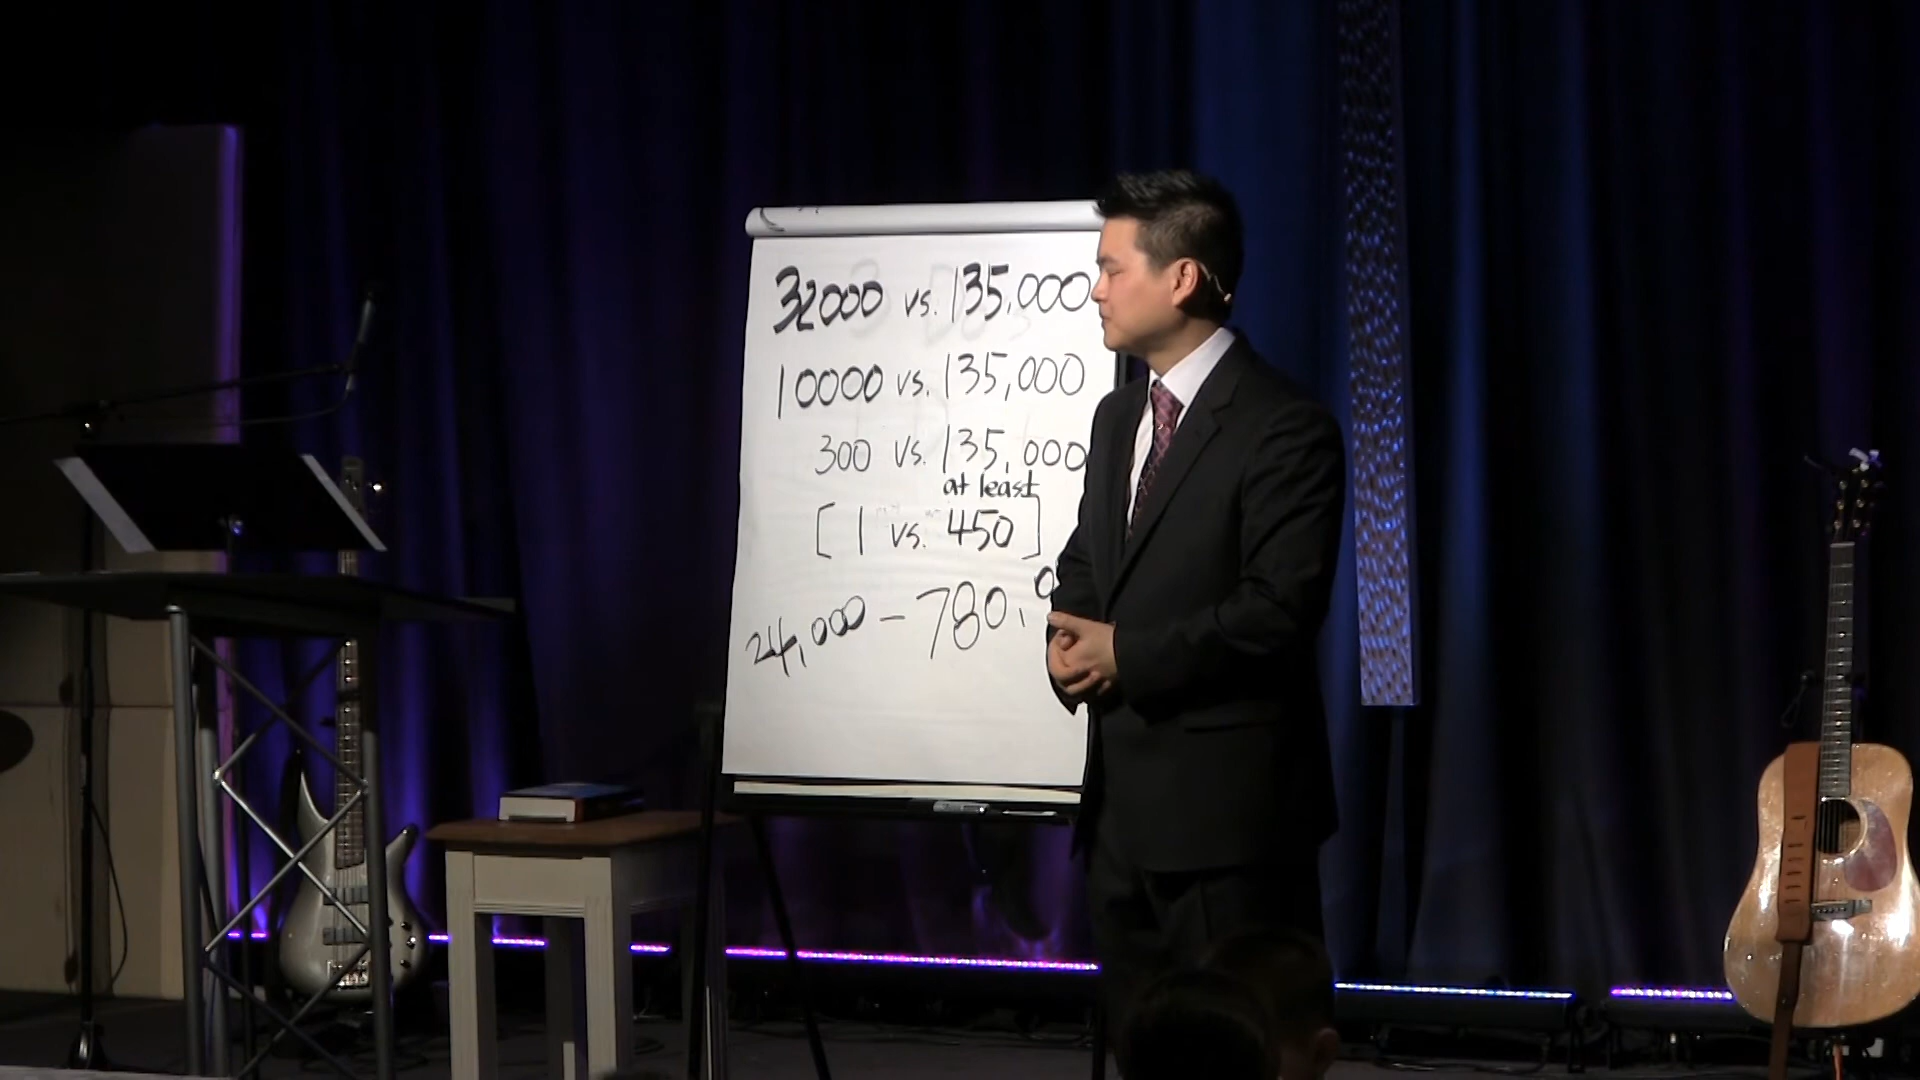 32000 vs. 135,000
10000 vs. 135,000
300 vs. 135,000
at least
[ 1 vs. 450 ]
24,000 – 780,0